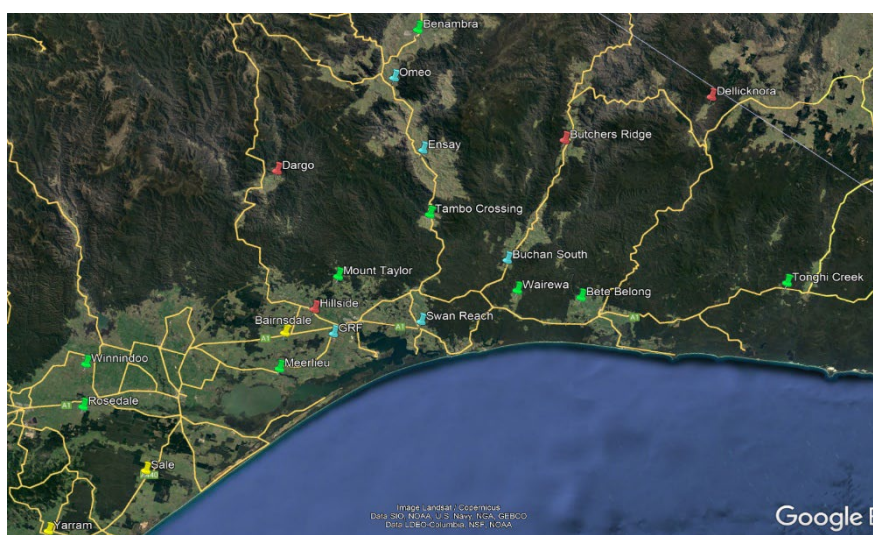 Benambra
Omeo
Dellicknora
Butchers Ridge
Ensay
Dargo
Tambo Crossing
Buchan South
Mount Taylor
Tonghi Creek
Wairewa
Bete Belong
Hillside
Swan Reach
A1
Bairnsdale
GRF
A1
A1
Winnindoo
Meerlieu
Rosedale
A1
Sale
Yarram
Image Landsat / Copernicus
Data SIO, NOAA, U.S. Navy, NGA, GEBCO
Data LDEO-Columbia, NSF, NOAA
Google E